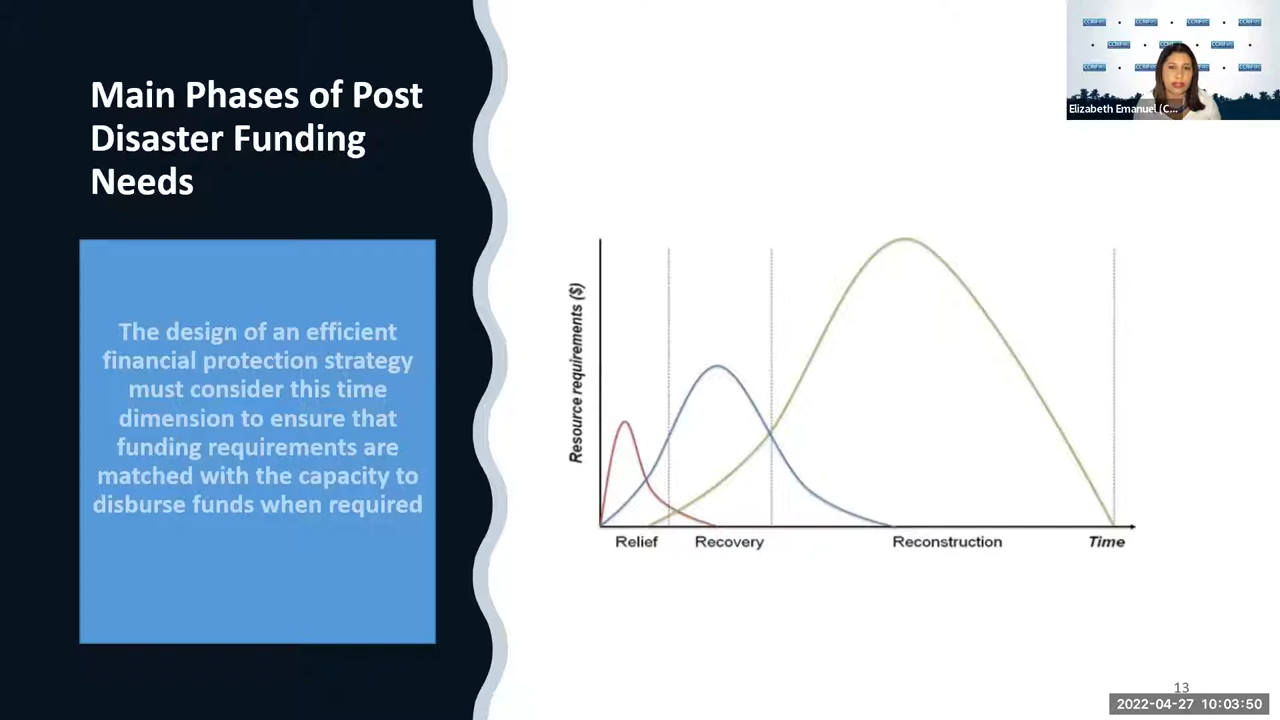 Main Phases of Post
Disaster Funding
Needs
The design of an efficient
financial protection strategy
must consider this time
dimension to ensure that
funding requirements are
matched with the capacity to
disburse funds when required
Resource requirements ($)
Relief
Recovery
Reconstruction
Time
Elizabeth Emanuel (C...
13
2022-04-27 10:03:50